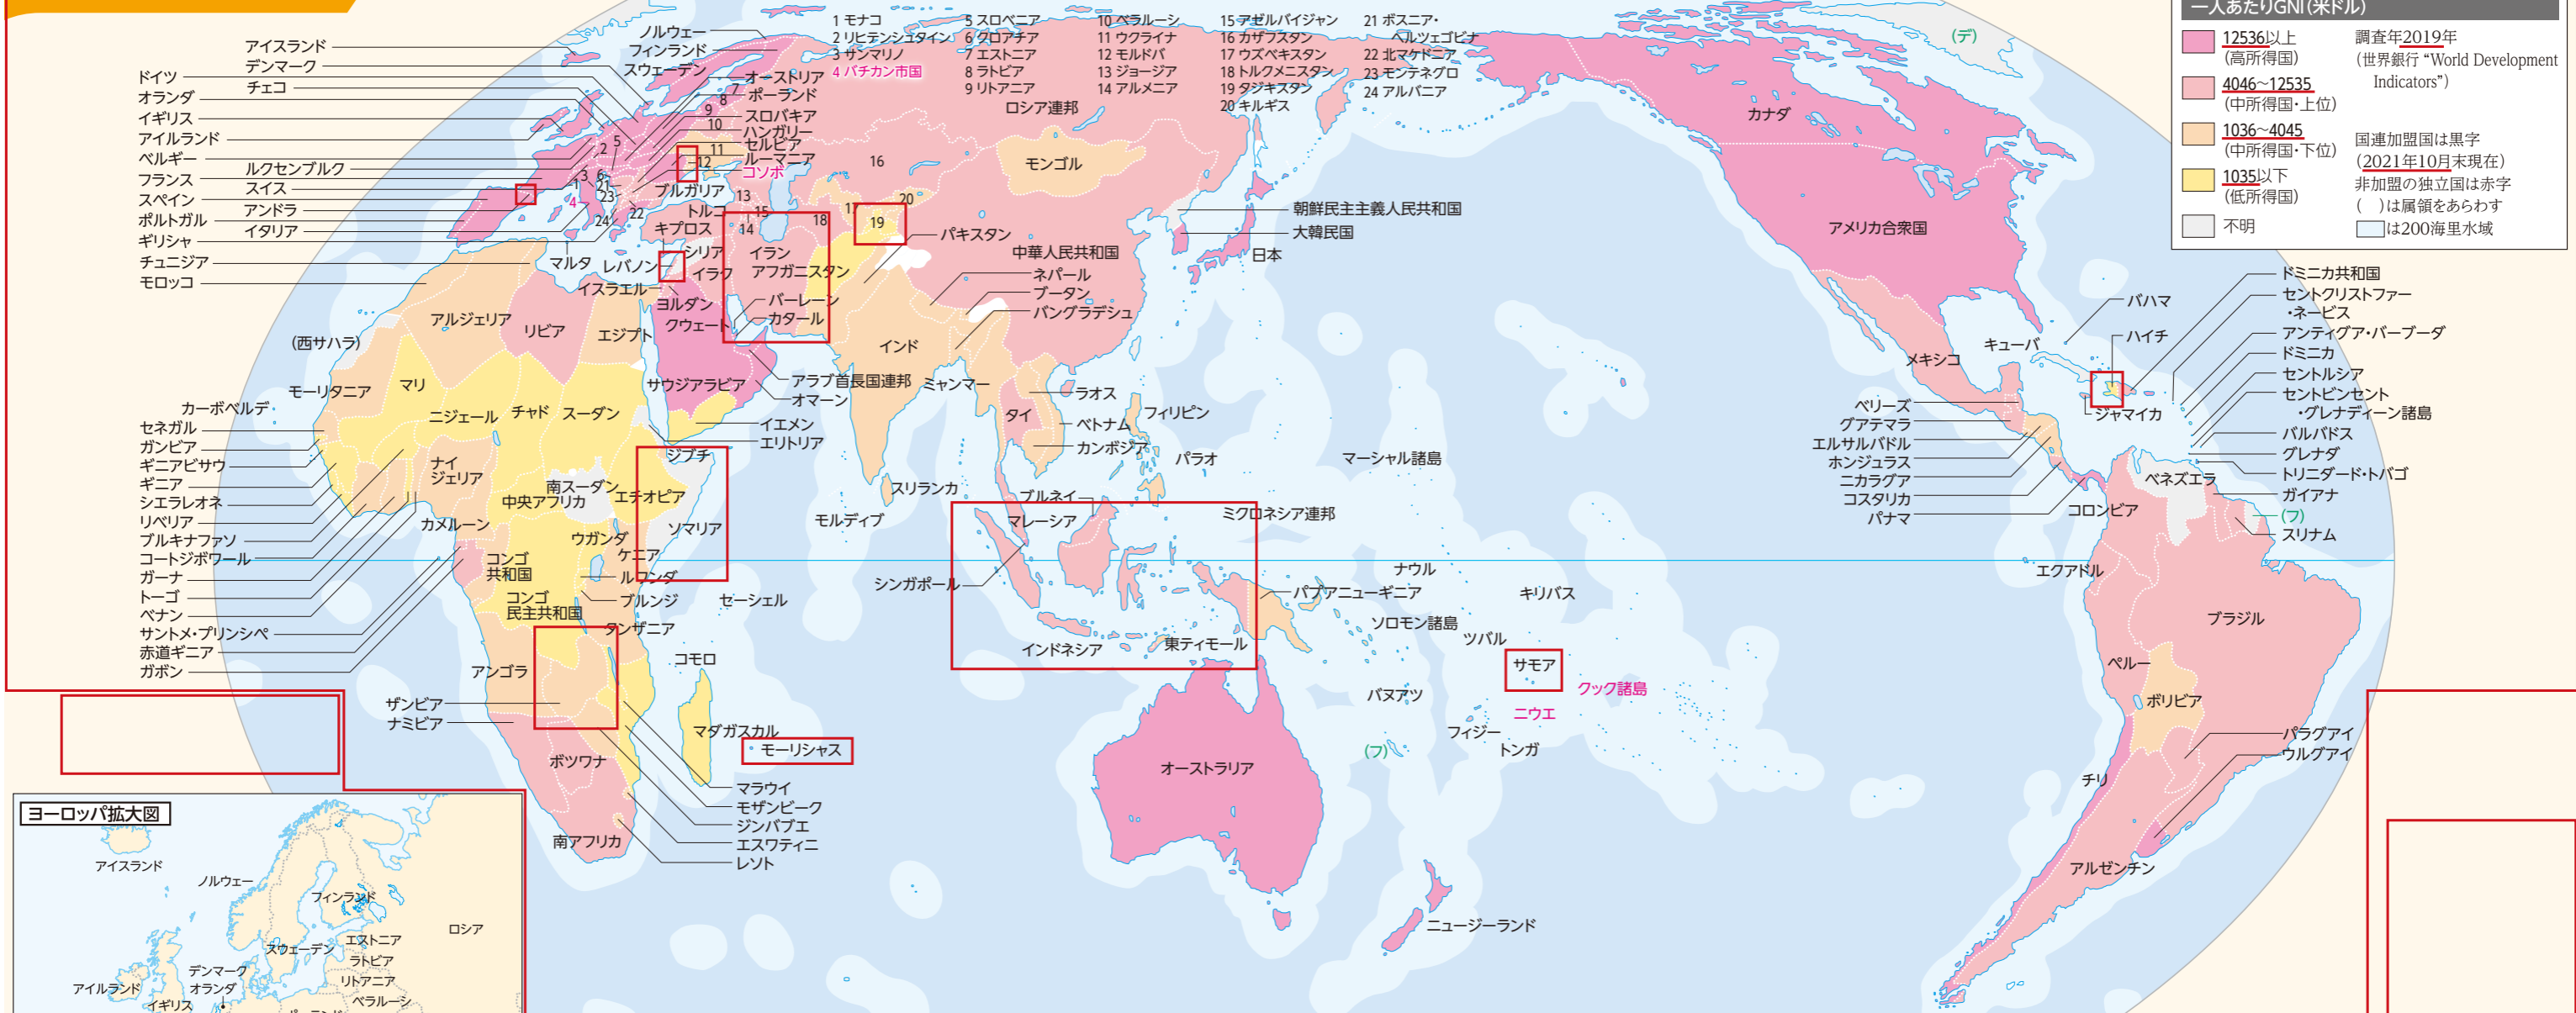 一人あたりGNI(米ドル)
12536以上
(高所得国)
4046〜12535
(中所得国・上位)
1036〜4045
(中所得国・下位)
1035以下
(低所得国)
不明
調査年2019年
(世界銀行 “World Development
Indicators”)
国連加盟国は黒字
(2021年10月末現在)
非加盟の独立国は赤字
( )は属領をあらわす
は200海里水域
1 モナコ
2 リヒテンシュタイン
3 サンマリノ
4 バチカン市国
5 スロベニア
6 クロアチア
7 エストニア
8 ラトビア
9 リトアニア
10 ベラルーシ
11 ウクライナ
12 モルドバ
13 ジョージア
14 アルメニア
15 アゼルバイジャン
16 カザフスタン
17 ウズベキスタン
18 トルクメニスタン
19 タジキスタン
20 キルギス
21 ボスニア・
ヘルツェゴビナ
22 北マケドニア
23 モンテネグロ
24 アルバニア
アイスランド
デンマーク
ドイツ
チェコ
オランダ
イギリス
アイルランド
ベルギー
ルクセンブルク
フランス
スイス
スペイン
アンドラ
ポルトガル
イタリア
ギリシャ
チュニジア
モロッコ
ノルウェー
フィンランド
スウェーデン
オーストリア
ポーランド
スロバキア
ハンガリー
セルビア
ルーマニア
コソボ
ブルガリア
トルコ
キプロス
シリア
マルタ
レバノン
イラク
イスラエル
ヨルダン
クウェート
イラン
アフガニスタン
バーレーン
カタール
7
8
9
10
11
12
5
2
3
6
1
21
23
4
22
24
13
15
14
18
17
20
19
16
ロシア連邦
モンゴル
パキスタン
中華人民共和国
ネパール
ブータン
バングラデシュ
朝鮮民主主義人民共和国
大韓民国
日本
(西サハラ)
アルジェリア
リビア
エジプト
サウジアラビア
アラブ首長国連邦
オマーン
イエメン
エリトリア
インド
ミャンマー
ラオス
タイ
ベトナム
カンボジア
フィリピン
パラオ
スリランカ
モルディブ
ブルネイ
マレーシア
シンガポール
インドネシア
東ティモール
ミクロネシア連邦
マーシャル諸島
ナウル
キリバス
パプアニューギニア
ソロモン諸島
ツバル
サモア
クック諸島
ニウエ
バヌアツ
フィジー
トンガ
(フ)
オーストラリア
ニュージーランド
モーリタニア
マリ
ニジェール
チャド
スーダン
カーボベルデ
セネガル
ガンビア
ギニアビサウ
ギニア
シエラレオネ
リベリア
ブルキナファソ
コートジボワール
ガーナ
トーゴ
ベナン
サントメ・プリンシペ
赤道ギニア
ガボン
ナイ
ジェリア
カメルーン
中央アフリカ
南スーダン
エチオピア
ジブチ
ソマリア
ウガンダ
ケニア
ルワンダ
ブルンジ
コンゴ
共和国
コンゴ
民主共和国
タンザニア
セーシェル
コモロ
アンゴラ
ザンビア
ナミビア
ボツワナ
南アフリカ
マダガスカル
モーリシャス
マラウイ
モザンビーク
ジンバブエ
エスワティニ
レソト
(デ)
カナダ
アメリカ合衆国
メキシコ
キューバ
バハマ
ハイチ
ジャマイカ
ドミニカ共和国
セントクリストファー
・ネービス
アンティグア・バーブーダ
ドミニカ
セントルシア
セントビンセント
・グレナディーン諸島
バルバドス
グレナダ
トリニダード・トバゴ
ガイアナ
(フ)
スリナム
ベリーズ
グアテマラ
エルサルバドル
ホンジュラス
ニカラグア
コスタリカ
パナマ
ベネズエラ
コロンビア
エクアドル
ブラジル
ペルー
ボリビア
パラグアイ
ウルグアイ
チリ
アルゼンチン
ヨーロッパ拡大図
アイスランド
ノルウェー
フィンランド
ロシア
スウェーデン
エストニア
ラトビア
リトアニア
ベラルーシ
デンマーク
オランダ
アイルランド
イギリス